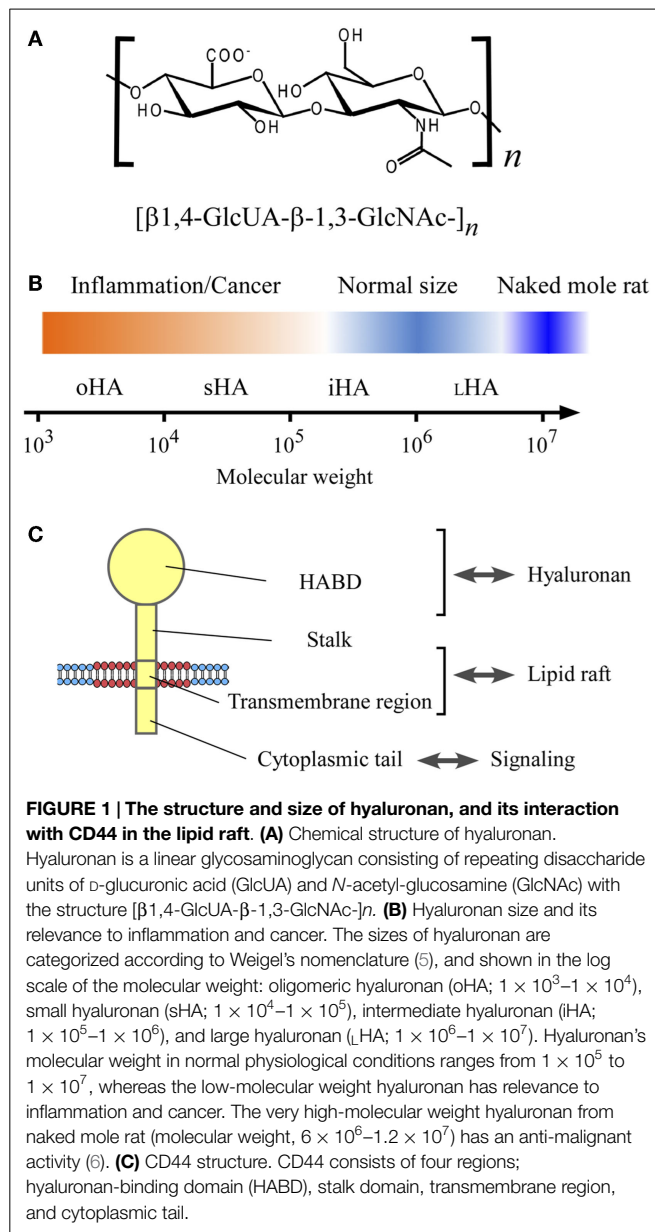 A
COO-
OH
O
O
HO
O
O
HO
OH
NH
O
O
n
[β1,4-GlcUA-β-1,3-GlcNAc-]n
B
Inflammation/Cancer Normal size Naked mole rat
oHA sHA iHA LHA
10³ 10⁴ 10⁵ 10⁶ 10⁷
Molecular weight
C
HABD Hyaluronan
Stalk
Transmembrane region Lipid raft
Cytoplasmic tail Signaling
FIGURE 1 | The structure and size of hyaluronan, and its interaction
with CD44 in the lipid raft. (A) Chemical structure of hyaluronan.
Hyaluronan is a linear glycosaminoglycan consisting of repeating disaccharide
units of D-glucuronic acid (GlcUA) and N-acetyl-glucosamine (GlcNAc) with
the structure [β1,4-GlcUA-β-1,3-GlcNAc-]n. (B) Hyaluronan size and its
relevance to inflammation and cancer. The sizes of hyaluronan are
categorized according to Weigel's nomenclature (5), and shown in the log
scale of the molecular weight: oligomeric hyaluronan (oHA; 1 × 10³–1 × 10⁴),
small hyaluronan (sHA; 1 × 10⁴–1 × 10⁵), intermediate hyaluronan (iHA;
1 × 10⁵–1 × 10⁶), and large hyaluronan (LHA; 1 × 10⁶–1 × 10⁷). Hyaluronan's
molecular weight in normal physiological conditions ranges from 1 × 10⁵ to
1 × 10⁷, whereas the low-molecular weight hyaluronan has relevance to
inflammation and cancer. The very high-molecular weight hyaluronan from
naked mole rat (molecular weight, 6 × 10⁶–1.2 × 10⁷) has an anti-malignant
activity (6). (C) CD44 structure. CD44 consists of four regions;
hyaluronan-binding domain (HABD), stalk domain, transmembrane region,
and cytoplasmic tail.